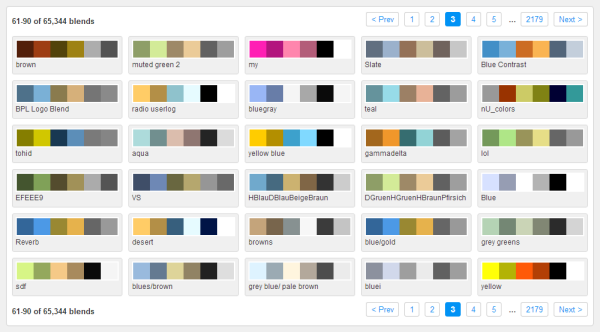 61-90 of 65,344 blends < Prev 1 2 3 4 5 ... 2179 Next >
brown muted green 2 my Slate Blue Contrast
BPL Logo Blend radio userlog bluegray teal nU_colors
tohid aqua yellow blue gammadelta lol
EFEEE9 VS HBlauDBlauBeigeBraun DGruenHGruenHBraunPfirsich Blue
Reverb desert browns blue/gold grey greens
sdf blues/brown grey blue/ pale brown bluei yellow
61-90 of 65,344 blends < Prev 1 2 3 4 5 ... 2179 Next >